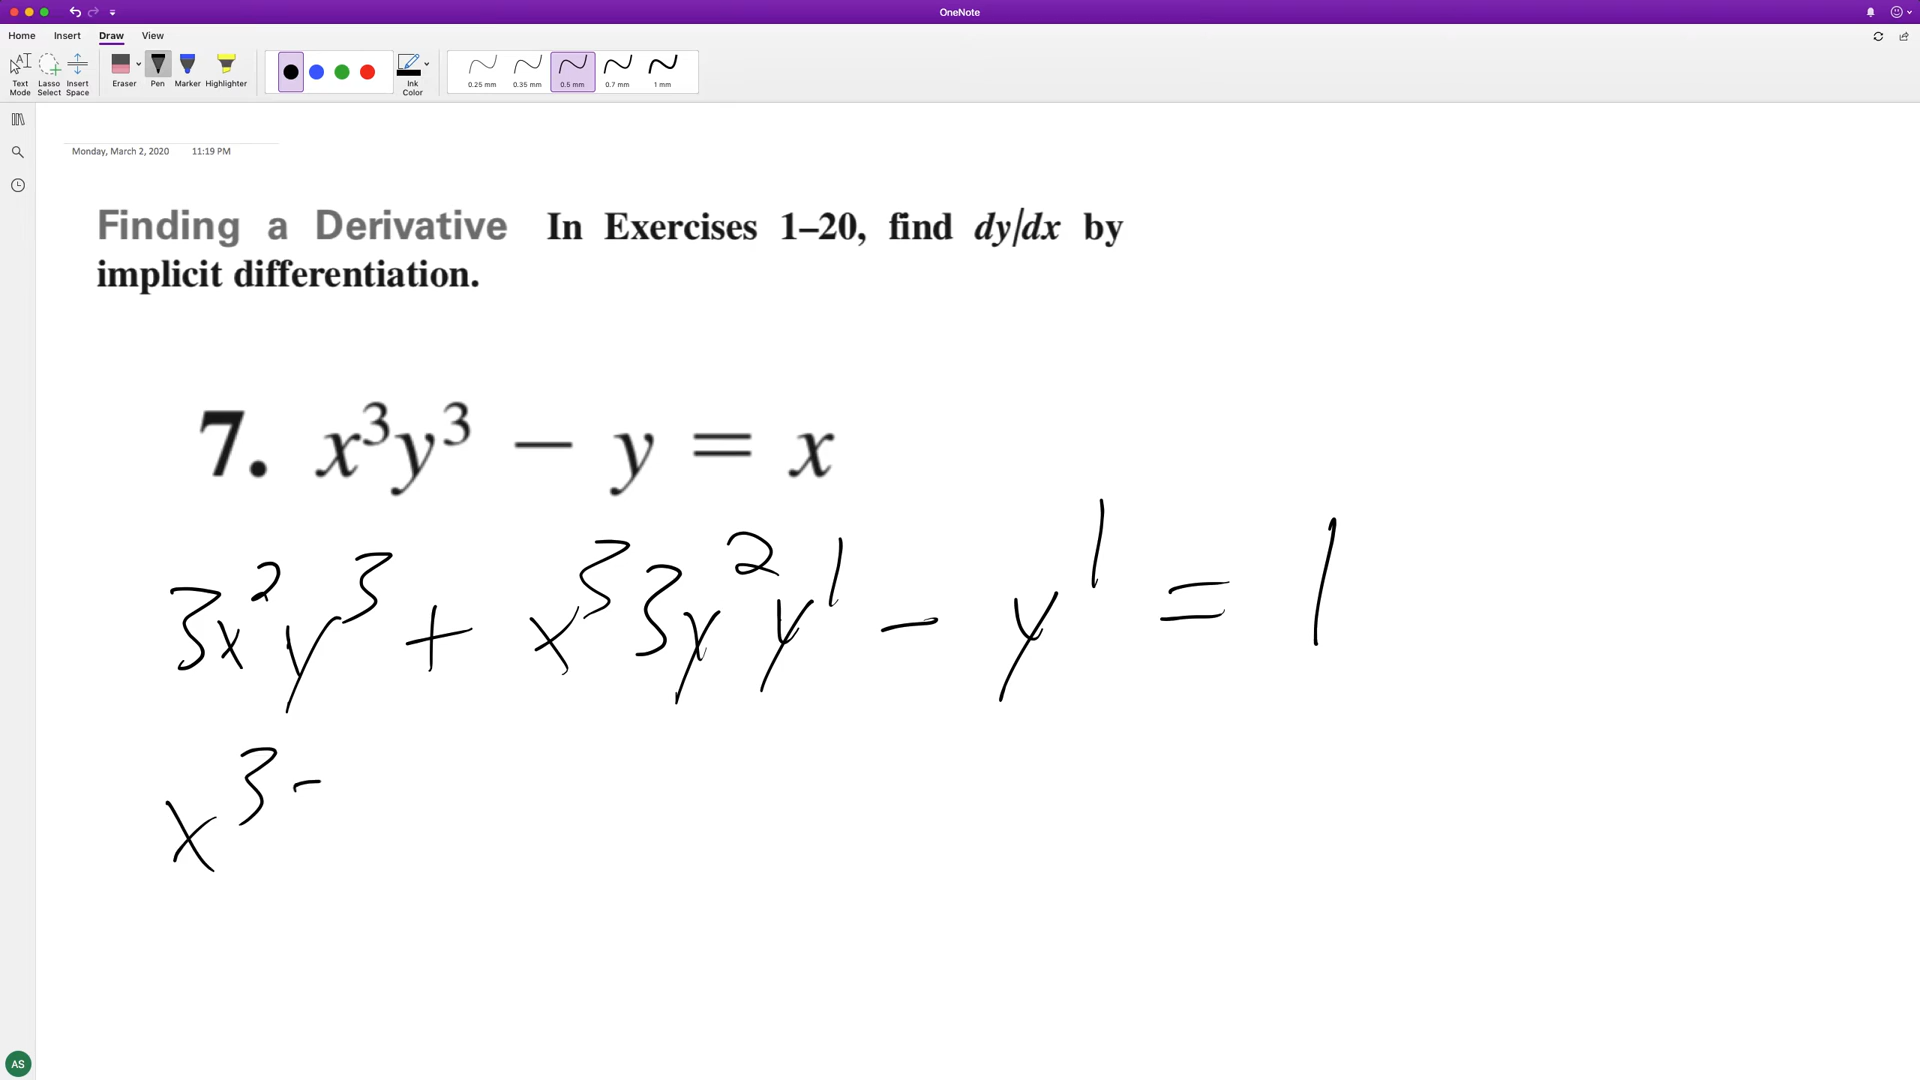 OneNote
Home Insert Draw View
Text Mode Lasso Select Insert Space Eraser Pen Marker Highlighter Ink Color 0.25 mm 0.35 mm 0.5 mm 0.7 mm 1 mm
Monday, March 2, 2020 11:19 PM
Finding a Derivative In Exercises 1–20, find dy/dx by
implicit differentiation.
7. x³y³ − y = x
3x²y³ + x³3y²y' − y' = 1
x³
AS